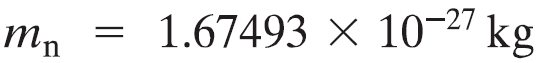 mₙ = 1.67493 × 10⁻²⁷ kg